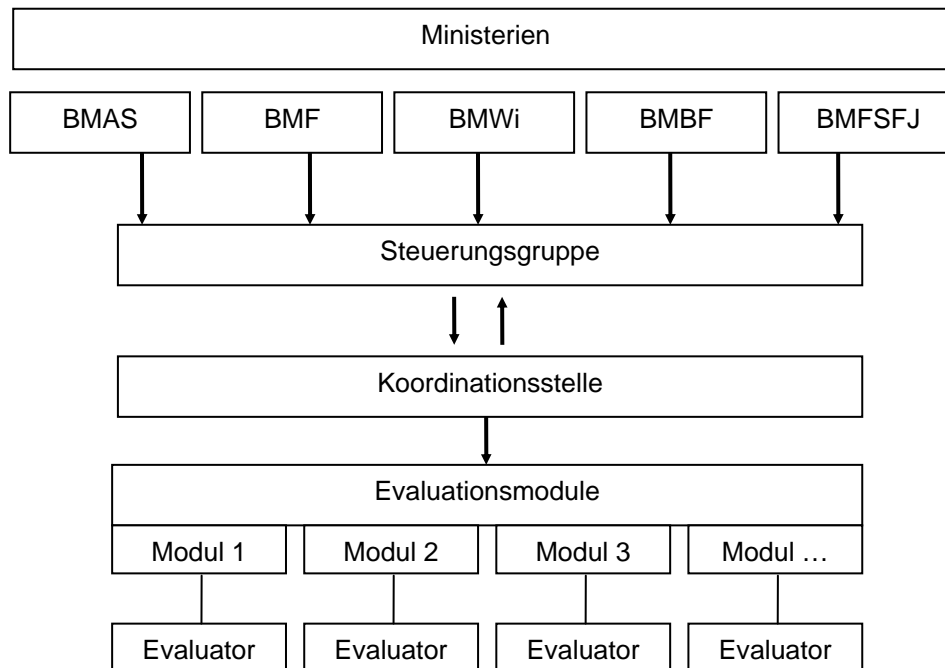 Ministerien
BMAS BMF BMWi BMBF BMFSFJ
Steuerungsgruppe
Koordinationsstelle
Evaluationsmodule
Modul 1 Modul 2 Modul 3 Modul …
Evaluator Evaluator Evaluator Evaluator